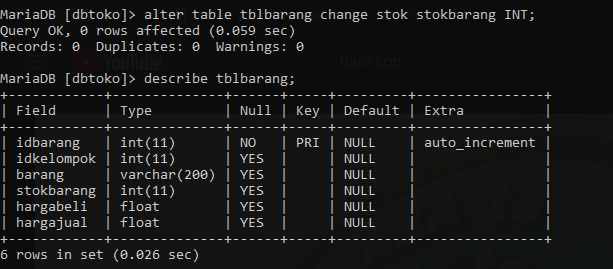 MariaDB [dbtoko]> alter table tblbarang change stok stokbarang INT;
Query OK, 0 rows affected (0.059 sec)
Records: 0  Duplicates: 0  Warnings: 0
MariaDB [dbtoko]> describe tblbarang;
+------------+--------------+------+-----+---------+----------------+
| Field      | Type         | Null | Key | Default | Extra          |
+------------+--------------+------+-----+---------+----------------+
| idbarang   | int(11)      | NO   | PRI | NULL    | auto_increment |
| idkelompok | int(11)      | YES  |     | NULL    |                |
| barang     | varchar(200) | YES  |     | NULL    |                |
| stokbarang | int(11)      | YES  |     | NULL    |                |
| hargabeli  | float        | YES  |     | NULL    |                |
| hargajual  | float        | YES  |     | NULL    |                |
+------------+--------------+------+-----+---------+----------------+
6 rows in set (0.026 sec)